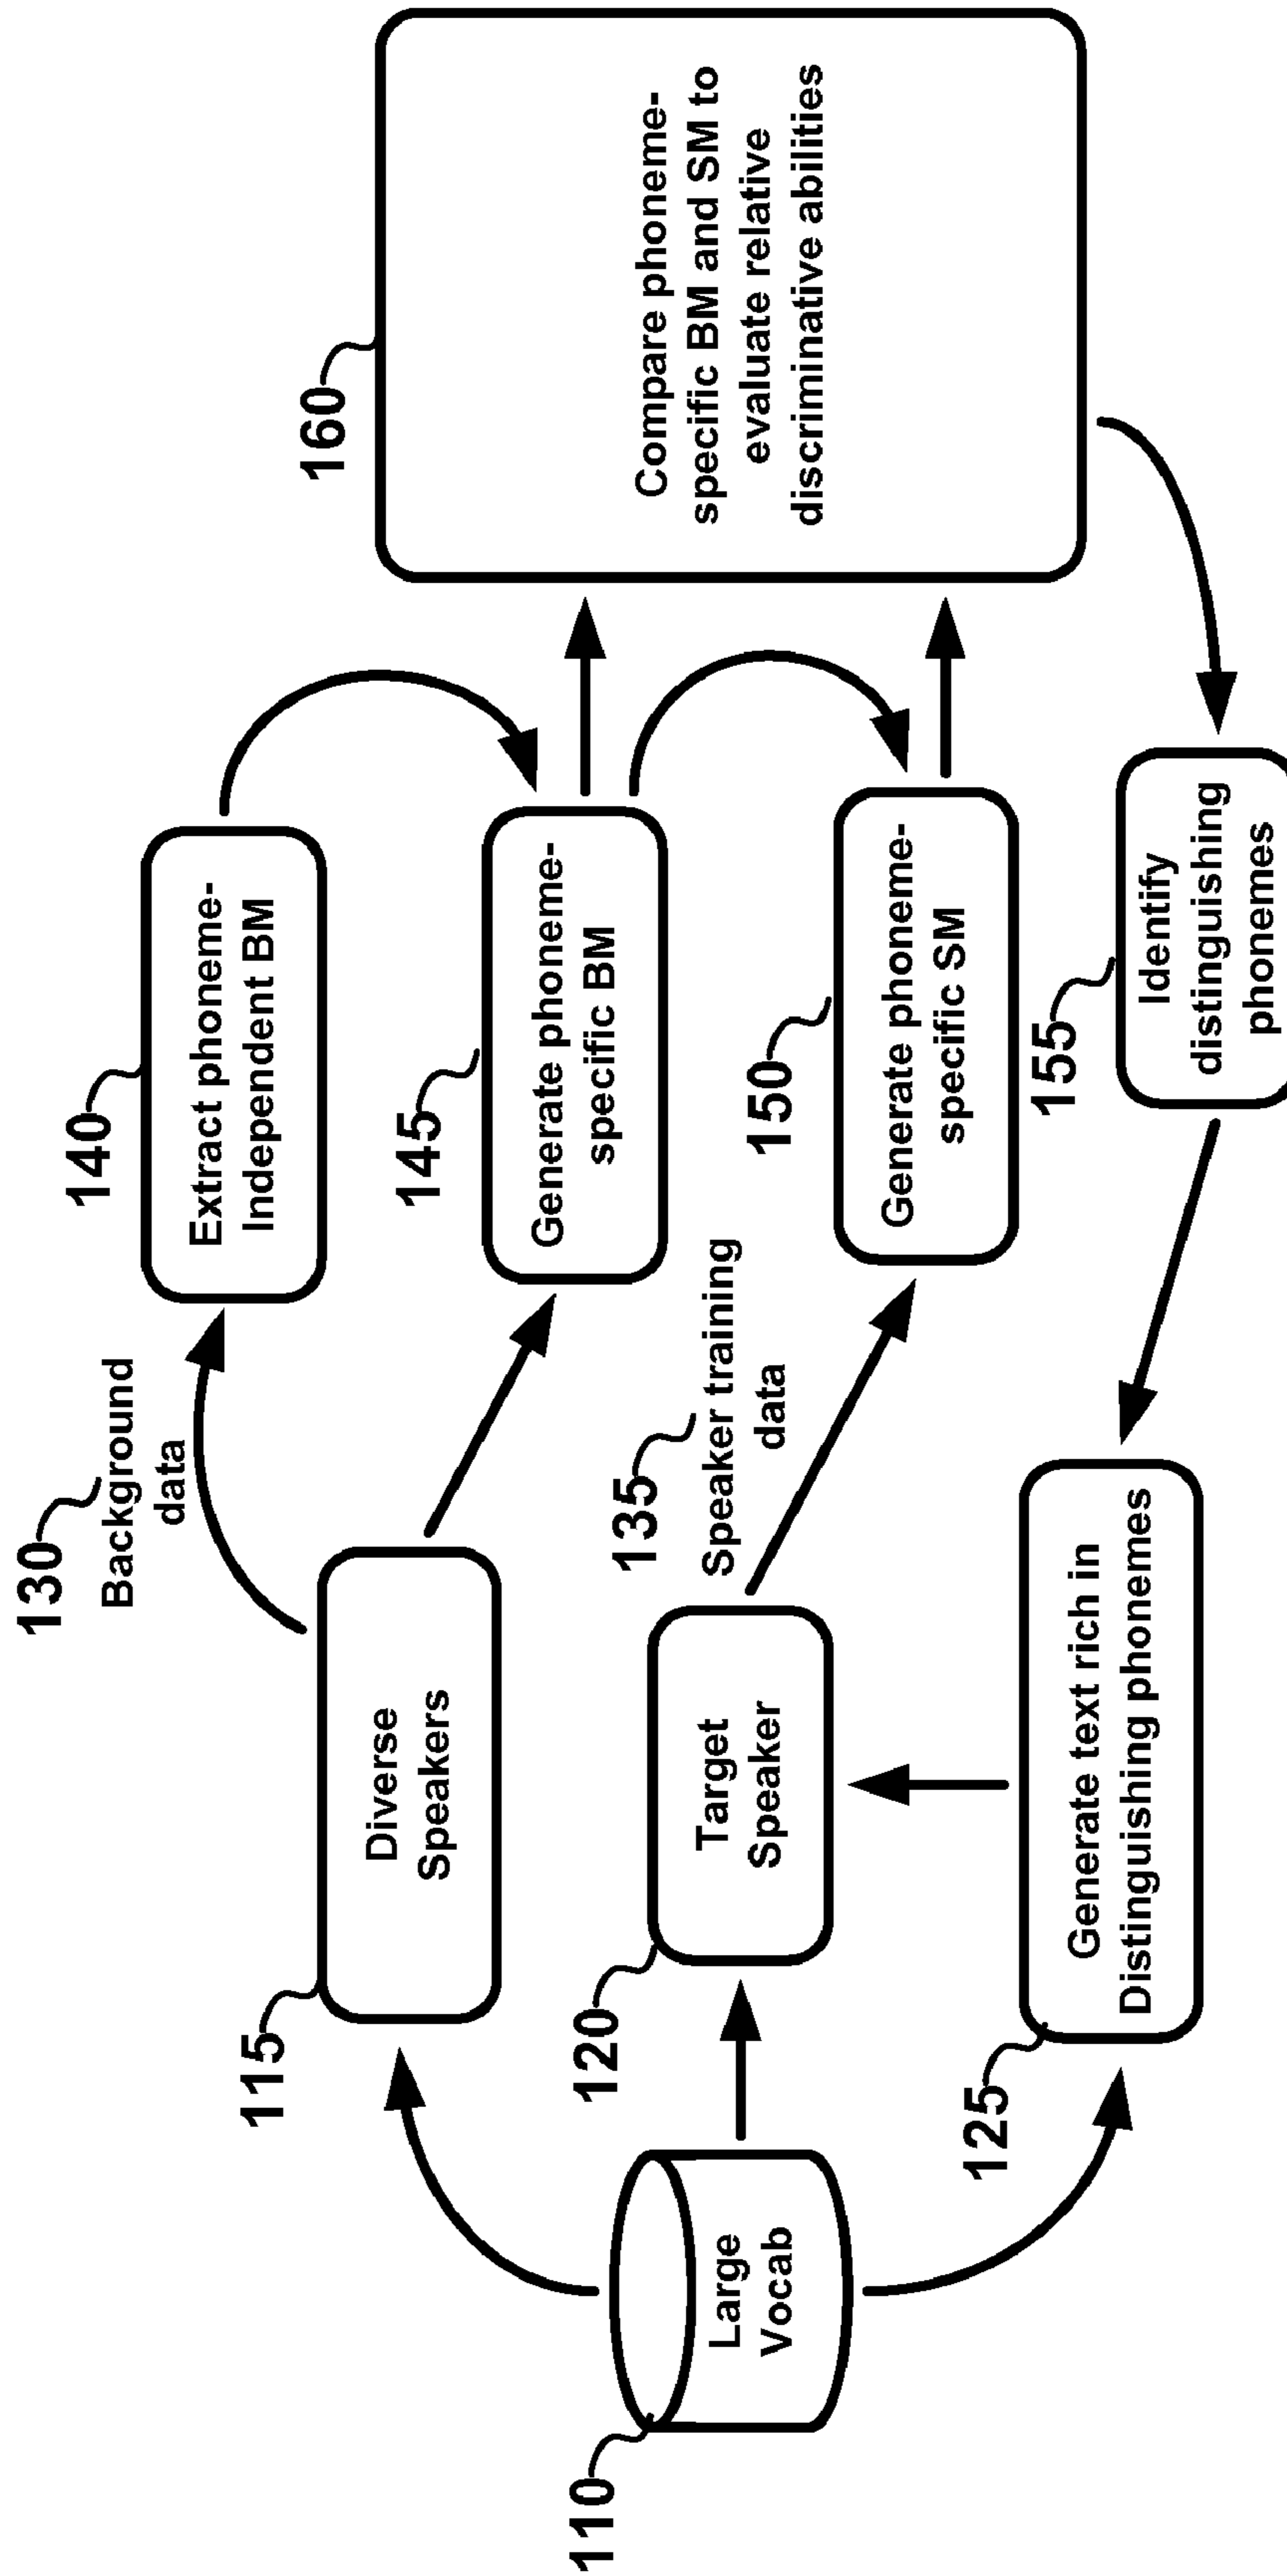 130
Background
data
140
Extract phoneme-
Independent BM
160
Compare phoneme-
specific BM and SM to
evaluate relative
discriminative abilities
115
Diverse
Speakers
145
Generate phoneme-
specific BM
110
Large
Vocab
120
Target
Speaker
135
Speaker training
data
150
Generate phoneme-
specific SM
125
Generate text rich in
Distinguishing phonemes
155
Identify
distinguishing
phonemes